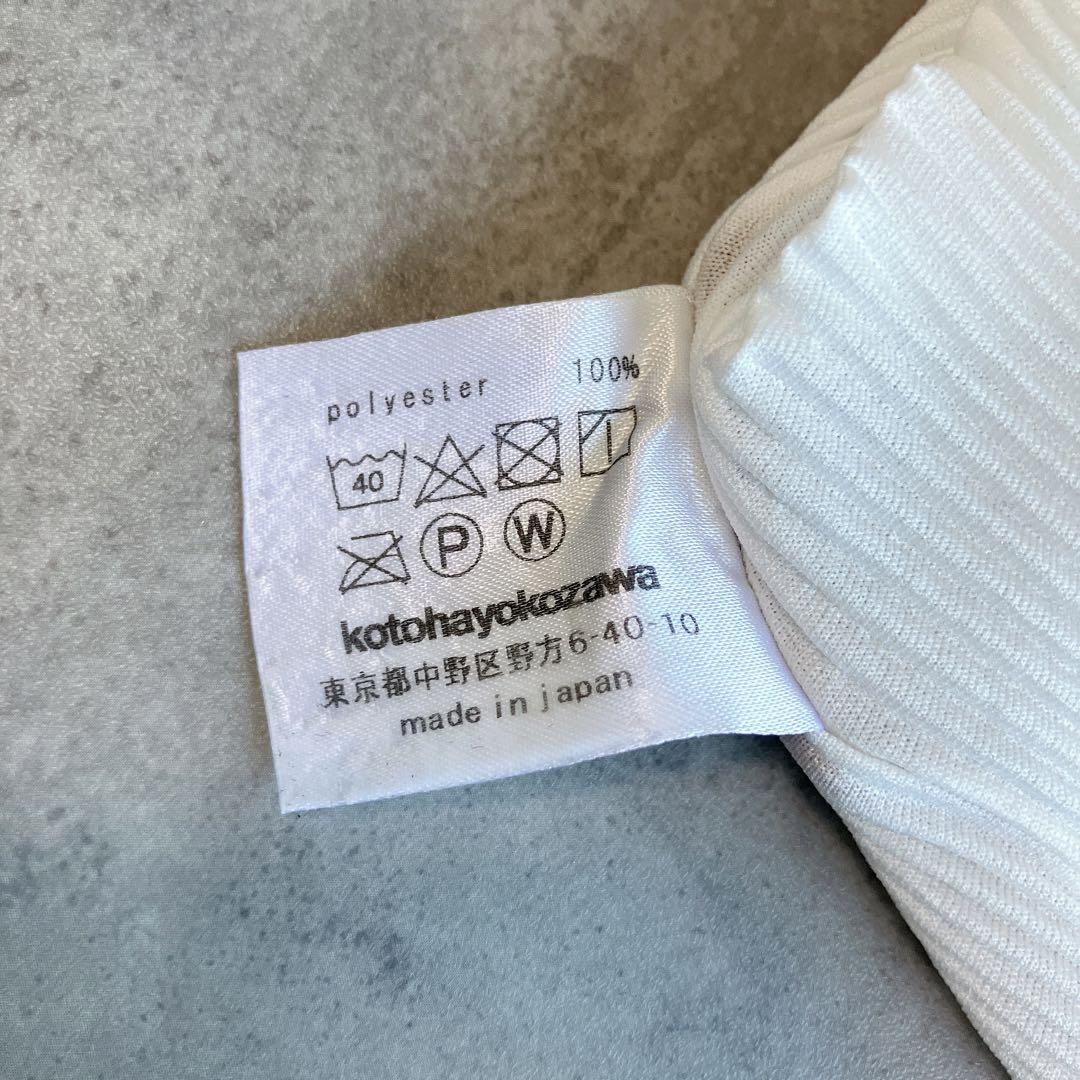 polyester 100%
40
P W
kotohayokozawa
東京都中野区野方6-40-10
made in japan